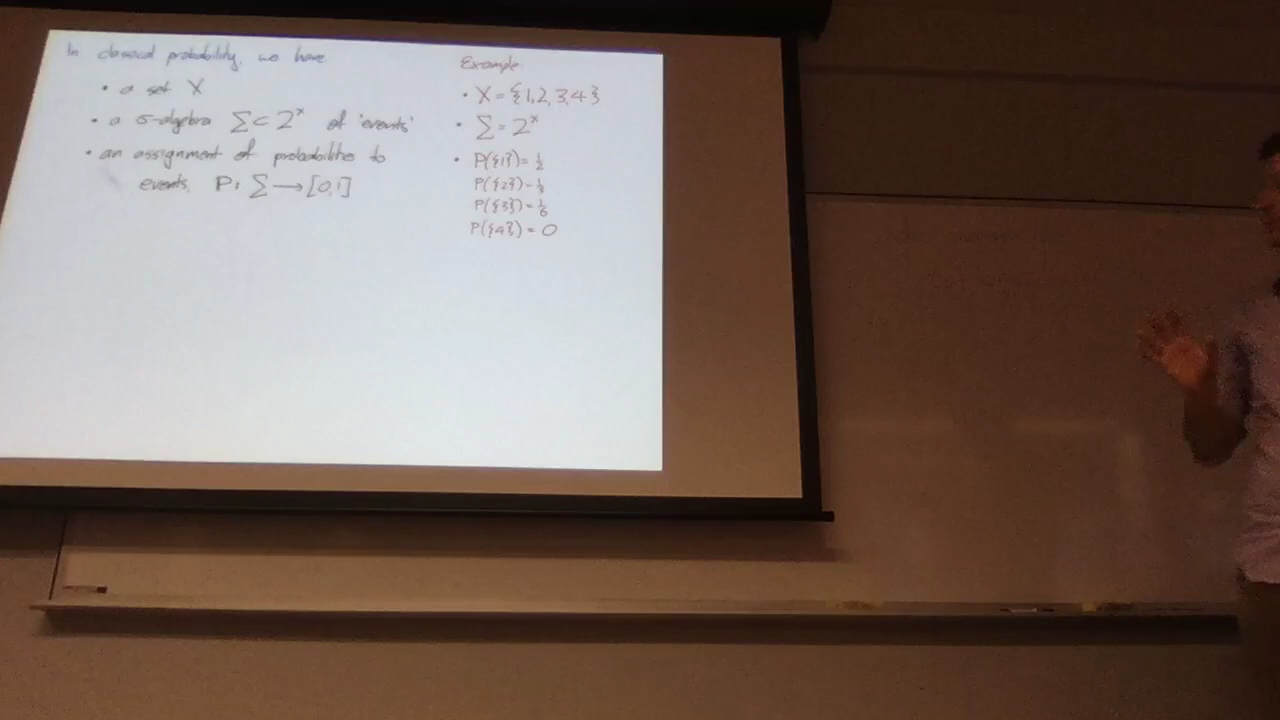 In classical probability, we have
• a set X
• a σ-algebra Σ ⊂ 2^X of 'events'
• an assignment of probabilities to
events, P: Σ ⟶ [0,1]
Example
• X = {1,2,3,4}
• Σ = 2^X
• P({1}) = 1/2
P({2}) = 1/3
P({3}) = 1/6
P({4}) = 0